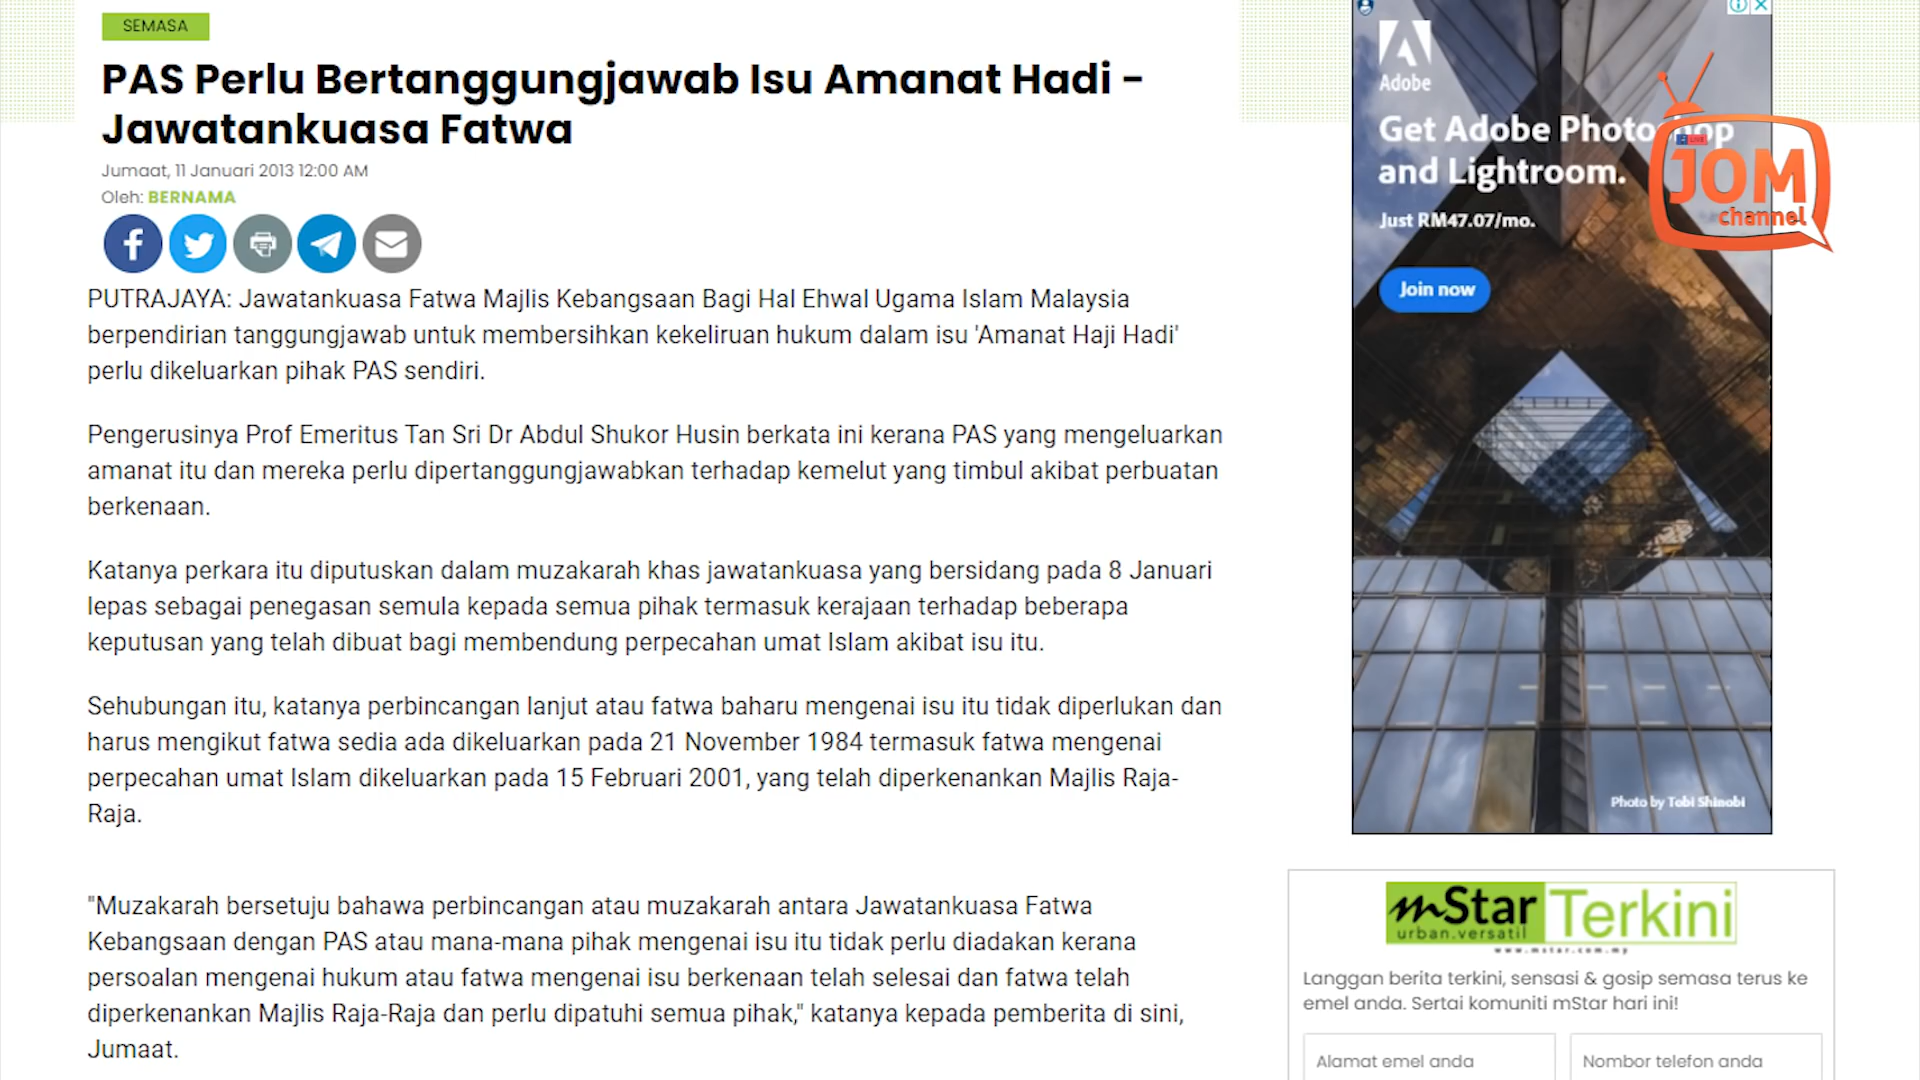 SEMASA
PAS Perlu Bertanggungjawab Isu Amanat Hadi -
Jawatankuasa Fatwa
Jumaat, 11 Januari 2013 12:00 AM
Oleh: BERNAMA
PUTRAJAYA: Jawatankuasa Fatwa Majlis Kebangsaan Bagi Hal Ehwal Ugama Islam Malaysia
berpendirian tanggungjawab untuk membersihkan kekeliruan hukum dalam isu 'Amanat Haji Hadi'
perlu dikeluarkan pihak PAS sendiri.
Pengerusinya Prof Emeritus Tan Sri Dr Abdul Shukor Husin berkata ini kerana PAS yang mengeluarkan
amanat itu dan mereka perlu dipertanggungjawabkan terhadap kemelut yang timbul akibat perbuatan
berkenaan.
Katanya perkara itu diputuskan dalam muzakarah khas jawatankuasa yang bersidang pada 8 Januari
lepas sebagai penegasan semula kepada semua pihak termasuk kerajaan terhadap beberapa
keputusan yang telah dibuat bagi membendung perpecahan umat Islam akibat isu itu.
Sehubungan itu, katanya perbincangan lanjut atau fatwa baharu mengenai isu itu tidak diperlukan dan
harus mengikut fatwa sedia ada dikeluarkan pada 21 November 1984 termasuk fatwa mengenai
perpecahan umat Islam dikeluarkan pada 15 Februari 2001, yang telah diperkenankan Majlis Raja-
Raja.
"Muzakarah bersetuju bahawa perbincangan atau muzakarah antara Jawatankuasa Fatwa
Kebangsaan dengan PAS atau mana-mana pihak mengenai isu itu tidak perlu diadakan kerana
persoalan mengenai hukum atau fatwa mengenai isu berkenaan telah selesai dan fatwa telah
diperkenankan Majlis Raja-Raja dan perlu dipatuhi semua pihak," katanya kepada pemberita di sini,
Jumaat.
Adobe
Get Adobe Photoshop
and Lightroom.
Just RM47.07/mo.
Join now
Photo by Tobi Shinobi
LIVE
JOM
channel
mStar Terkini
urban.versatil
www.mstar.com.my
Langgan berita terkini, sensasi & gosip semasa terus ke
emel anda. Sertai komuniti mStar hari ini!
Alamat emel anda
Nombor telefon anda